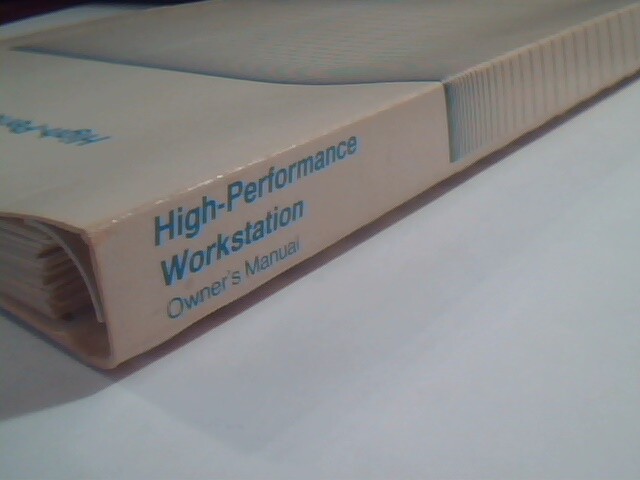 High-Performance
Workstation
Owner's Manual